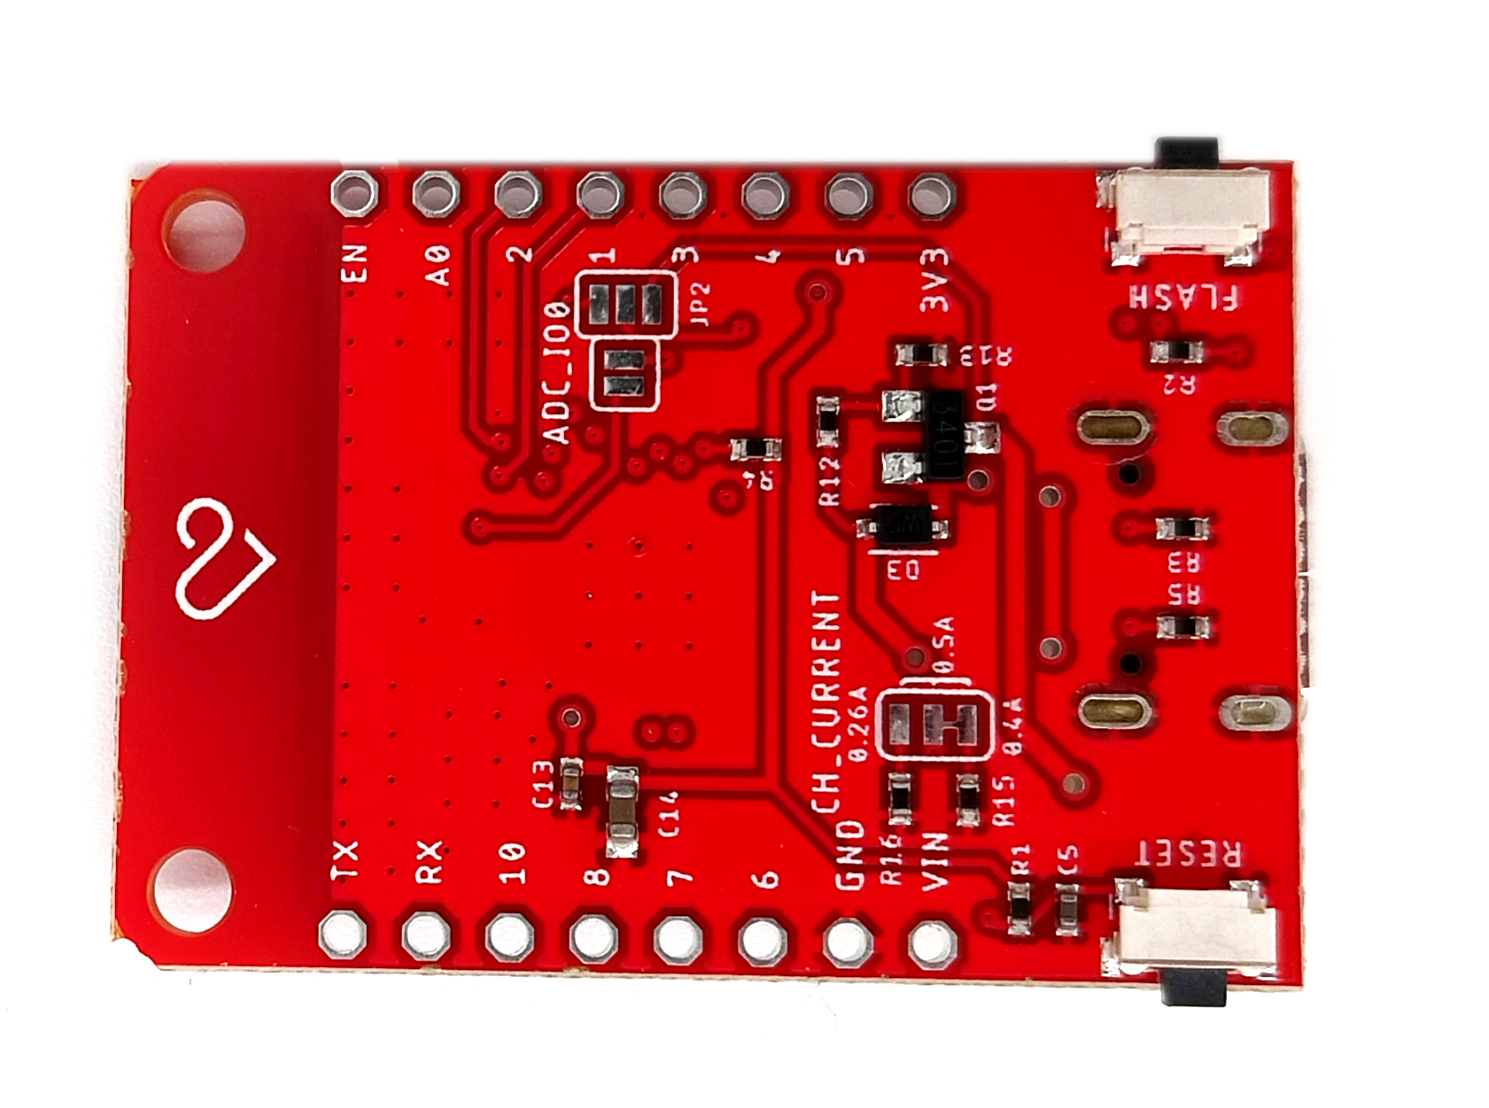 EN
A0
2
1
3
4
5
3V3
FLASH
ADC_IO0
JP2
R13
Q1
3401
R2
R12
R4
D3
R3
R5
CH_CURRENT
0.5A
0.26A
0.4A
C13
C14
R16
R15
TX
RX
10
8
7
6
GND
VIN
R1
C5
RESET